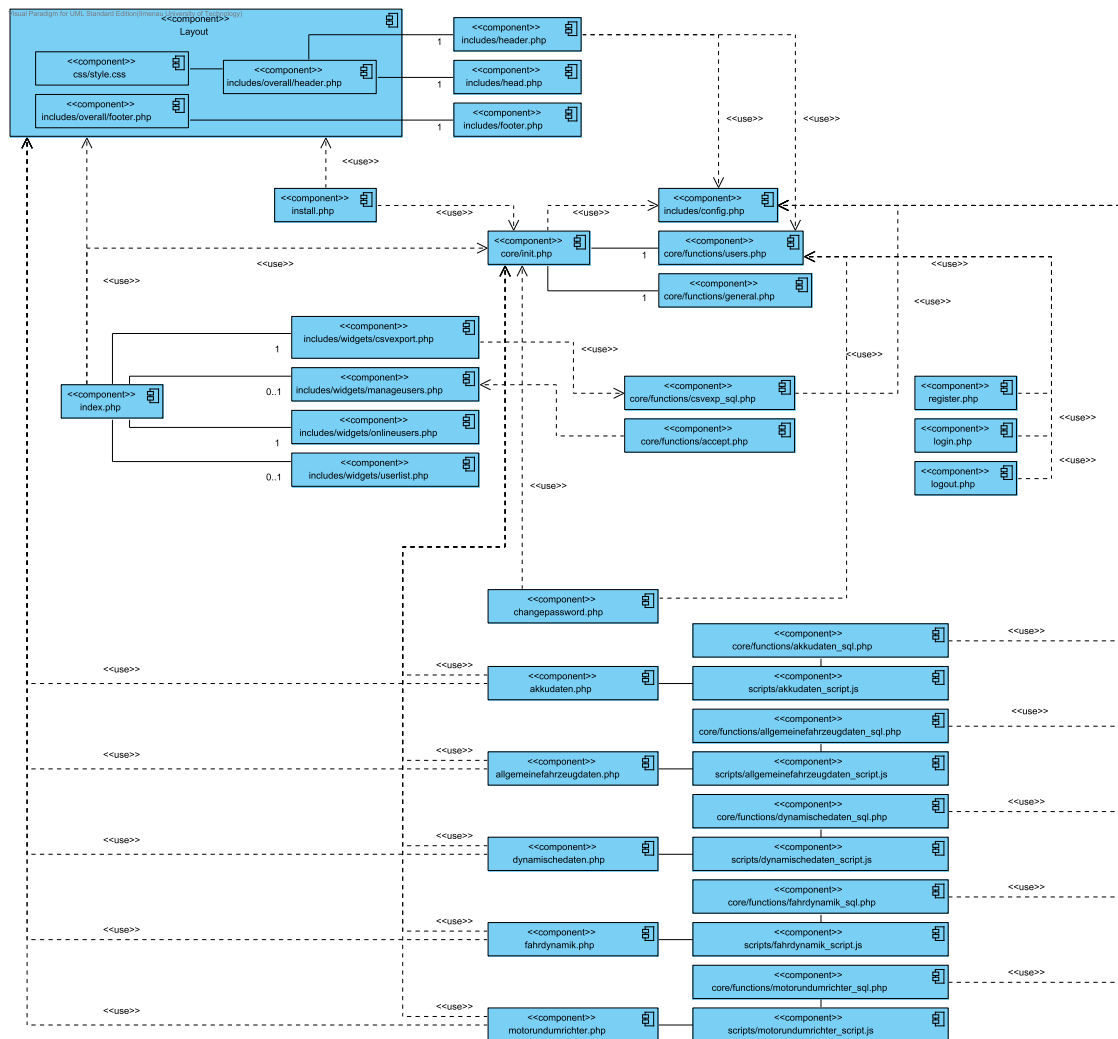 Visual Paradigm for UML Standard Edition(Ilmenau University of Technology)
<<component>>
Layout
<<component>>
includes/header.php
1
<<component>>
css/style.css
<<component>>
includes/overall/header.php
<<component>>
includes/head.php
1
<<component>>
includes/overall/footer.php
<<component>>
includes/footer.php
1
<<use>>
<<use>>
<<use>>
<<component>>
install.php
<<use>>
<<use>>
<<component>>
includes/config.php
<<component>>
core/init.php
1
<<component>>
core/functions/users.php
<<use>>
<<use>>
<<use>>
<<component>>
core/functions/general.php
1
<<component>>
includes/widgets/csvexport.php
1
<<use>>
<<use>>
<<component>>
includes/widgets/manageusers.php
0..1
<<component>>
index.php
<<component>>
core/functions/csvexp_sql.php
<<component>>
register.php
<<use>>
<<component>>
includes/widgets/onlineusers.php
1
<<component>>
core/functions/accept.php
<<component>>
login.php
<<use>>
<<component>>
includes/widgets/userlist.php
0..1
<<component>>
logout.php
<<use>>
<<component>>
changepassword.php
<<component>>
core/functions/akkudaten_sql.php
<<use>>
<<use>>
<<use>>
<<component>>
akkudaten.php
<<component>>
scripts/akkudaten_script.js
<<component>>
core/functions/allgemeinefahrzeugdaten_sql.php
<<use>>
<<use>>
<<use>>
<<component>>
allgemeinefahrzeugdaten.php
<<component>>
scripts/allgemeinefahrzeugdaten_script.js
<<component>>
core/functions/dynamischedaten_sql.php
<<use>>
<<use>>
<<use>>
<<component>>
dynamischedaten.php
<<component>>
scripts/dynamischedaten_script.js
<<component>>
core/functions/fahrdynamik_sql.php
<<use>>
<<use>>
<<use>>
<<component>>
fahrdynamik.php
<<component>>
scripts/fahrdynamik_script.js
<<component>>
core/functions/motorundumrichter_sql.php
<<use>>
<<use>>
<<use>>
<<component>>
motorundumrichter.php
<<component>>
scripts/motorundumrichter_script.js